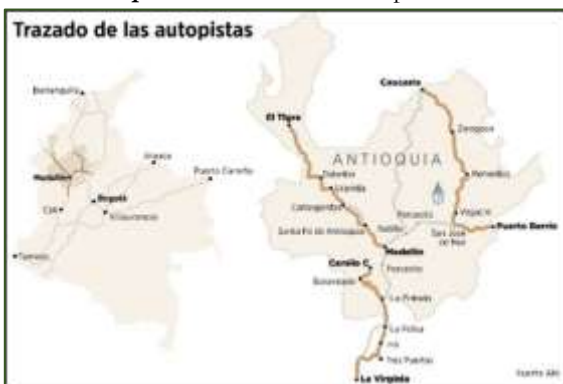 Trazado de las autopistas
Barranquilla
Medellín
Bogotá
Cali
Villavicencio
Arauca
Puerto Carreño
Tumaco
Caucasia
El Tigre
Zaragoza
ANTIOQUIA
Remedios
Dabeiba
Uramita
Cañasgordas
Santa Fe de Antioquia
San José del Nus
Puerto Berrío
Medellín
Camilo C
Bolombolo
La Pintada
La Felisa
Irra
Tres Puertas
La Virginia